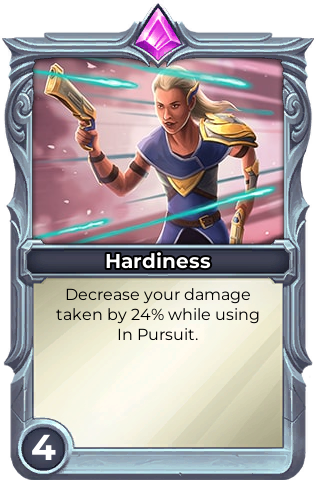 Hardiness
Decrease your damage
taken by 24% while using
In Pursuit.
4